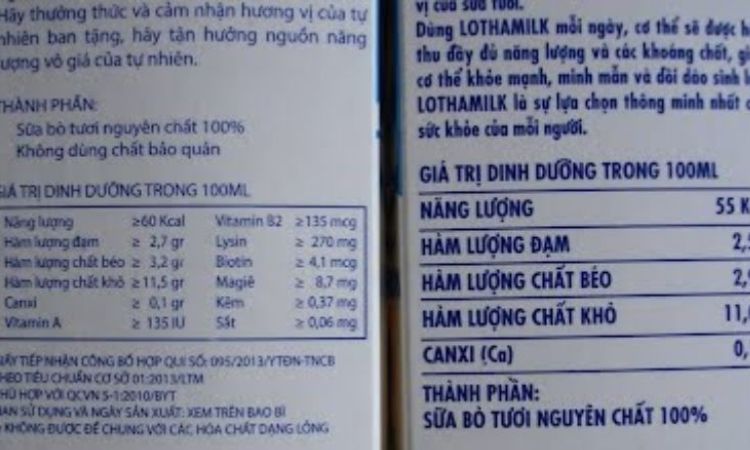 Hãy thưởng thức và cảm nhận hương vị của tự
nhiên ban tặng, hãy tận hưởng nguồn năng
lượng vô giá của tự nhiên.
THÀNH PHẦN:
Sữa bò tươi nguyên chất 100%
Không dùng chất bảo quản
GIÁ TRỊ DINH DƯỠNG TRONG 100ML
Năng lượng ≥60 Kcal Vitamin B2 ≥135 mcg
Hàm lượng đạm ≥ 2,7 gr Lysin ≥ 270 mg
Hàm lượng chất béo ≥ 3,2 gr Biotin ≥ 4,1 mcg
Hàm lượng chất khô ≥11,5 gr Magiê ≥ 8,7 mg
Canxi ≥ 0,1 gr Kẽm ≥ 0,37 mg
Vitamin A ≥ 135 IU Sắt ≥ 0,06 mg
GIẤY TIẾP NHẬN CÔNG BỐ HỢP QUI SỐ: 095/2013/YTĐN-TNCB
THEO TIÊU CHUẨN CƠ SỞ 01:2013/LTM
PHÙ HỢP VỚI QCVN 5-1:2010/BYT
HẠN SỬ DỤNG VÀ NGÀY SẢN XUẤT: XEM TRÊN BAO BÌ
KHÔNG ĐƯỢC ĐỂ CHUNG VỚI CÁC HÓA CHẤT DẠNG LỎNG
vị của sữa tươi.
Dùng LOTHAMILK mỗi ngày, cơ thể sẽ được h
thu đầy đủ năng lượng và các khoáng chất, gi
cơ thể khỏe mạnh, minh mẫn và dồi dào sinh l
LOTHAMILK là sự lựa chọn thông minh nhất c
sức khỏe của mỗi người.
GIÁ TRỊ DINH DƯỠNG TRONG 100ML
NĂNG LƯỢNG 55 K
HÀM LƯỢNG ĐẠM 2,
HÀM LƯỢNG CHẤT BÉO 2,
HÀM LƯỢNG CHẤT KHÔ 11,
CANXI (Ca) 0,
THÀNH PHẦN:
SỮA BÒ TƯƠI NGUYÊN CHẤT 100%